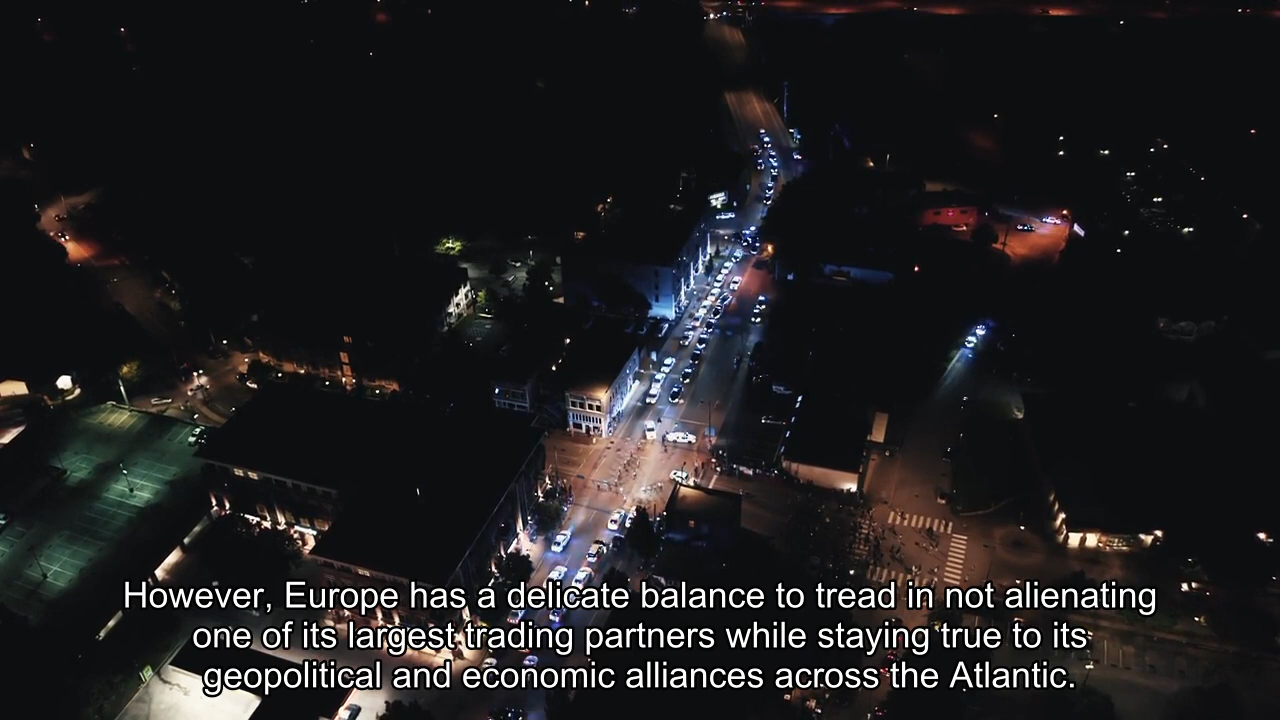 However, Europe has a delicate balance to tread in not alienating
one of its largest trading partners while staying true to its
geopolitical and economic alliances across the Atlantic.